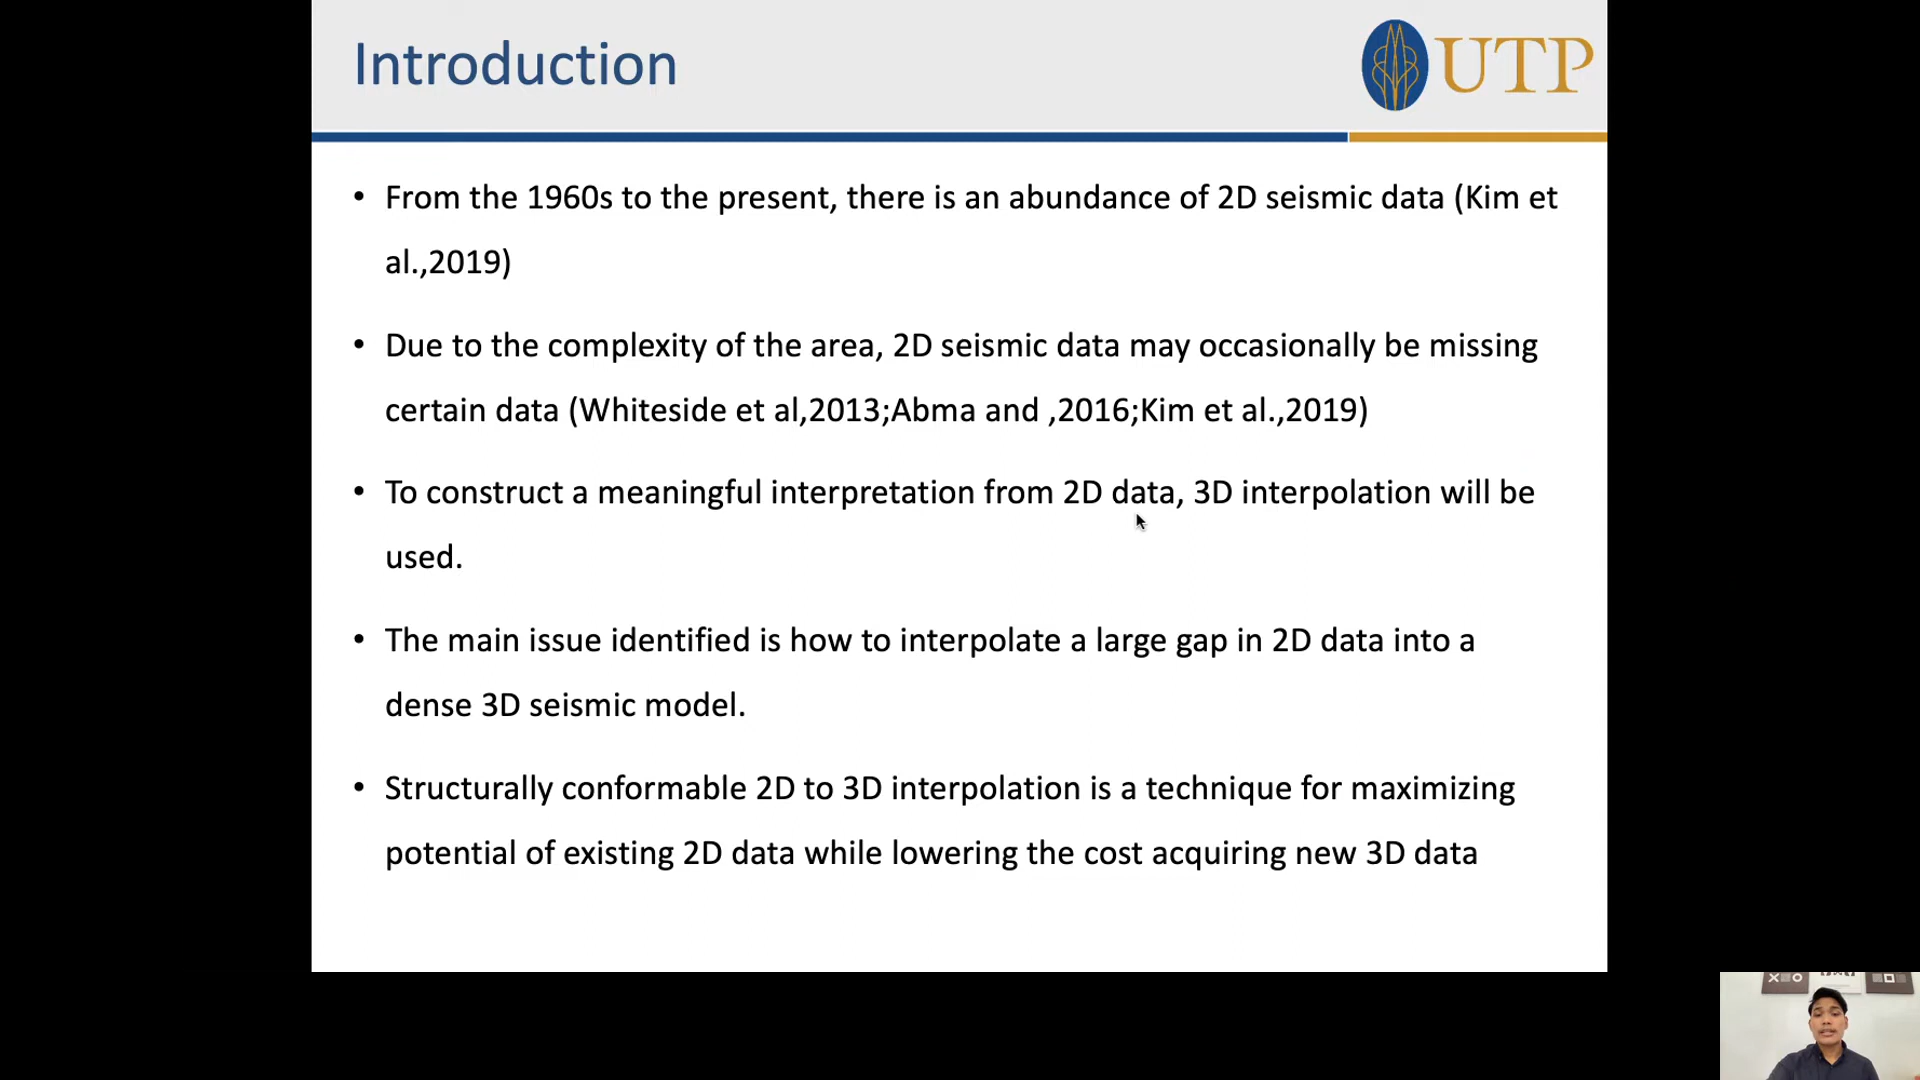 Introduction
UTP
• From the 1960s to the present, there is an abundance of 2D seismic data (Kim et
al.,2019)
• Due to the complexity of the area, 2D seismic data may occasionally be missing
certain data (Whiteside et al,2013;Abma and ,2016;Kim et al.,2019)
• To construct a meaningful interpretation from 2D data, 3D interpolation will be
used.
• The main issue identified is how to interpolate a large gap in 2D data into a
dense 3D seismic model.
• Structurally conformable 2D to 3D interpolation is a technique for maximizing
potential of existing 2D data while lowering the cost acquiring new 3D data